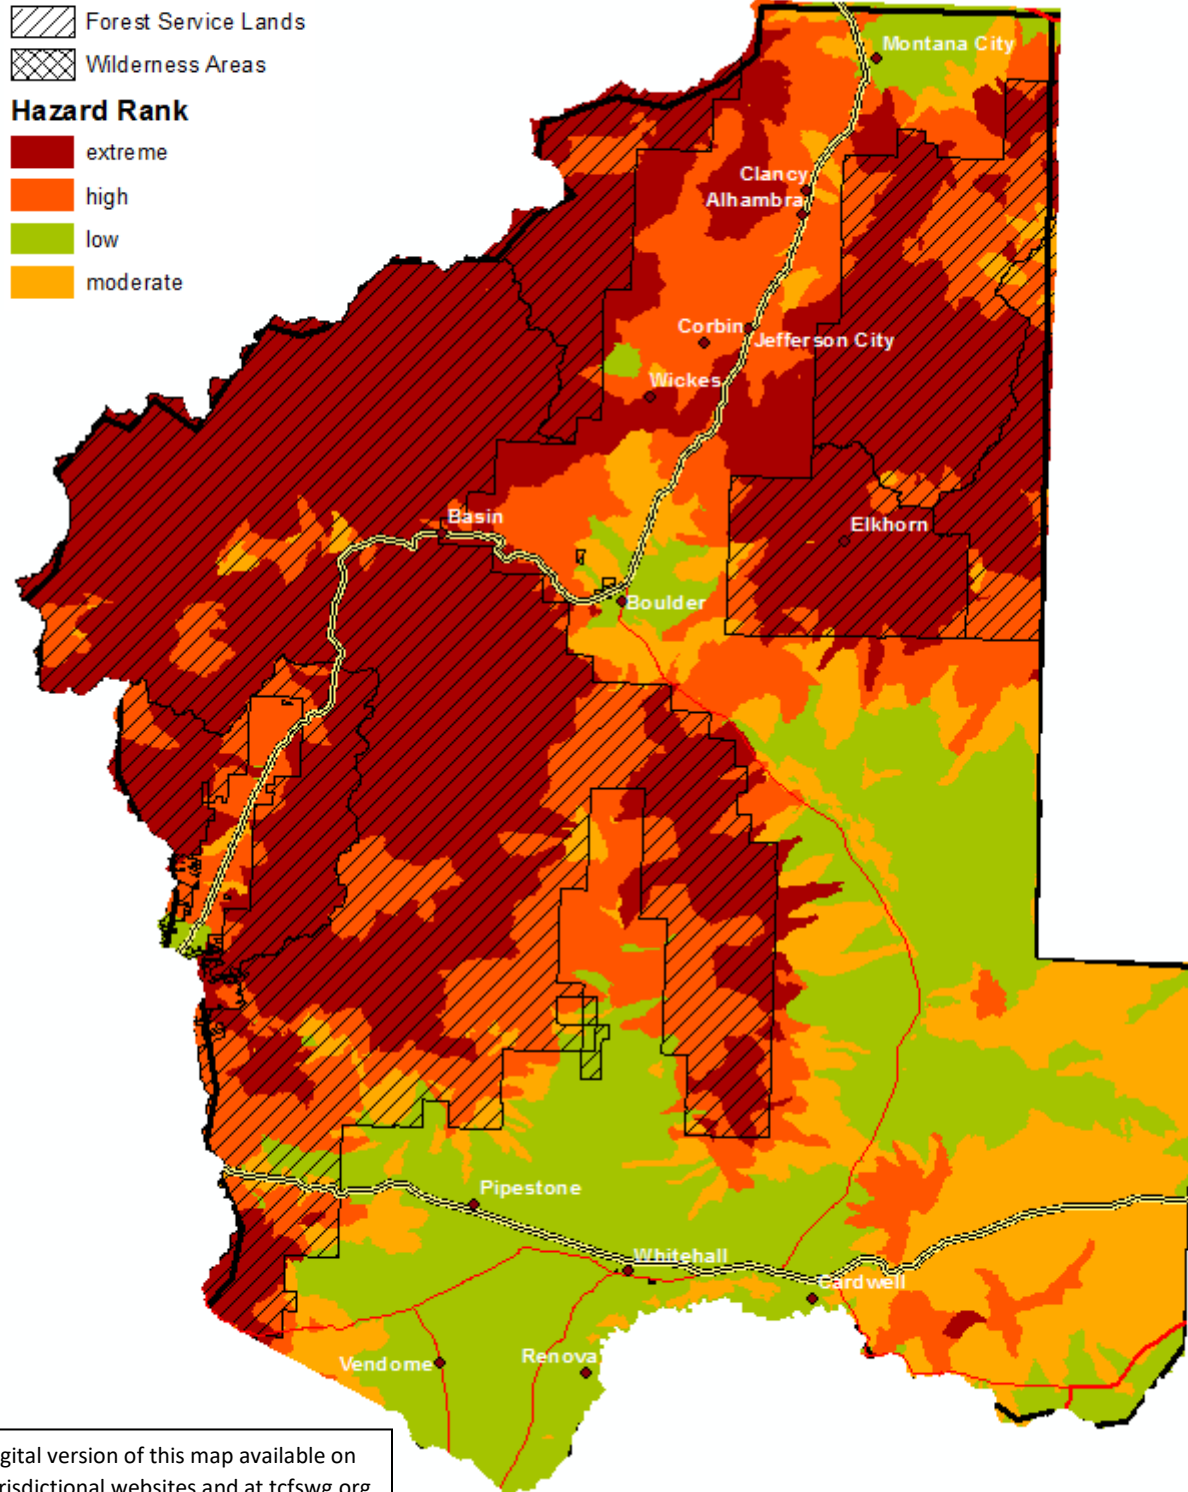 Forest Service Lands
Wilderness Areas
Hazard Rank
extreme
high
low
moderate
Montana City
Clancy
Alhambra
Corbin
Jefferson City
Wickes
Basin
Elkhorn
Boulder
Pipestone
Whitehall
Cardwell
Vendome
Renova
gital version of this map available on
risdictional websites and at tcfswg.org